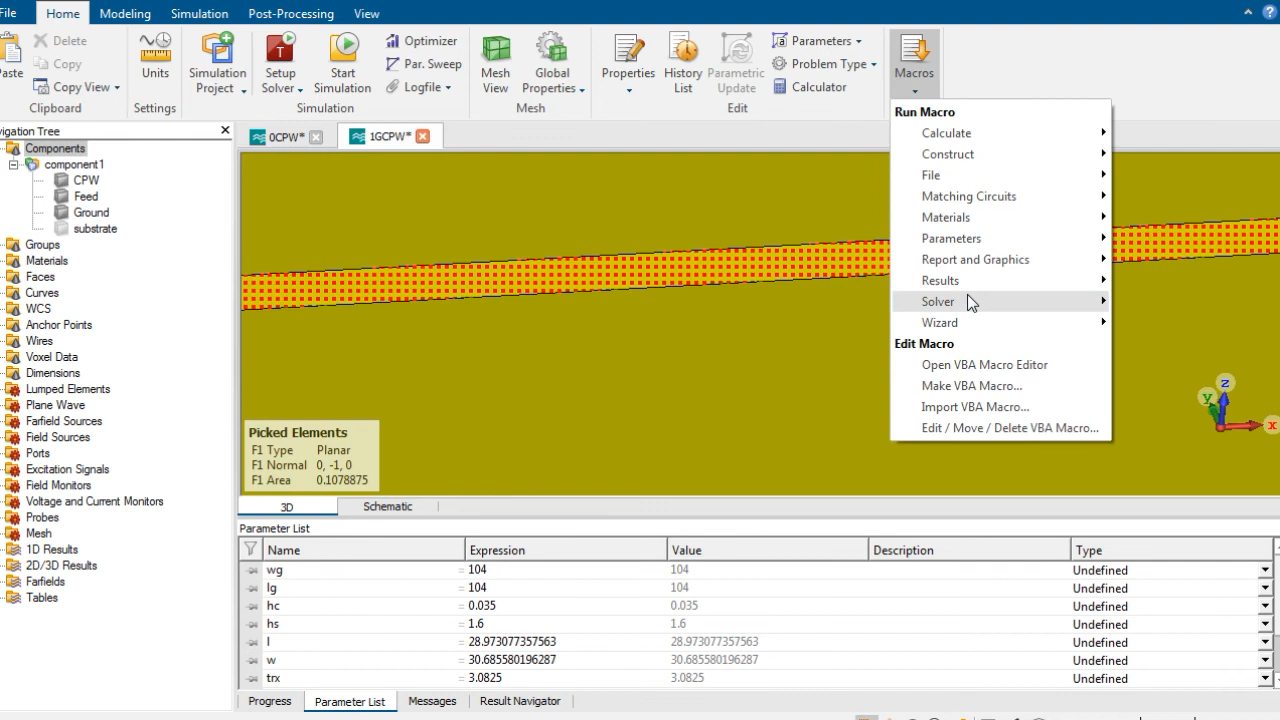 File Home Modeling Simulation Post-Processing View
Paste
Delete
Copy
Copy View
Clipboard
Units
Settings
Simulation Project
Setup Solver
Start Simulation
Optimizer
Par. Sweep
Logfile
Simulation
Mesh View
Global Properties
Mesh
Properties
History List
Parametric Update
Parameters
Problem Type
Calculator
Edit
Macros
Run Macro
Calculate
Construct
File
Matching Circuits
Materials
Parameters
Report and Graphics
Results
Solver
Wizard
Edit Macro
Open VBA Macro Editor
Make VBA Macro...
Import VBA Macro...
Edit / Move / Delete VBA Macro...
vigation Tree
Components
component1
CPW
Feed
Ground
substrate
Groups
Materials
Faces
Curves
WCS
Anchor Points
Wires
Voxel Data
Dimensions
Lumped Elements
Plane Wave
Farfield Sources
Field Sources
Ports
Excitation Signals
Field Monitors
Voltage and Current Monitors
Probes
Mesh
1D Results
2D/3D Results
Farfields
Tables
0CPW* 1GCPW*
Picked Elements
F1 Type Planar
F1 Normal 0, -1, 0
F1 Area 0.1078875
z
y
x
3D Schematic
Parameter List
Name Expression Value Description Type
wg = 104 104 Undefined
lg = 104 104 Undefined
hc = 0.035 0.035 Undefined
hs = 1.6 1.6 Undefined
l = 28.973077357563 28.973077357563 Undefined
w = 30.685580196287 30.685580196287 Undefined
trx = 3.0825 3.0825 Undefined
Progress Parameter List Messages Result Navigator